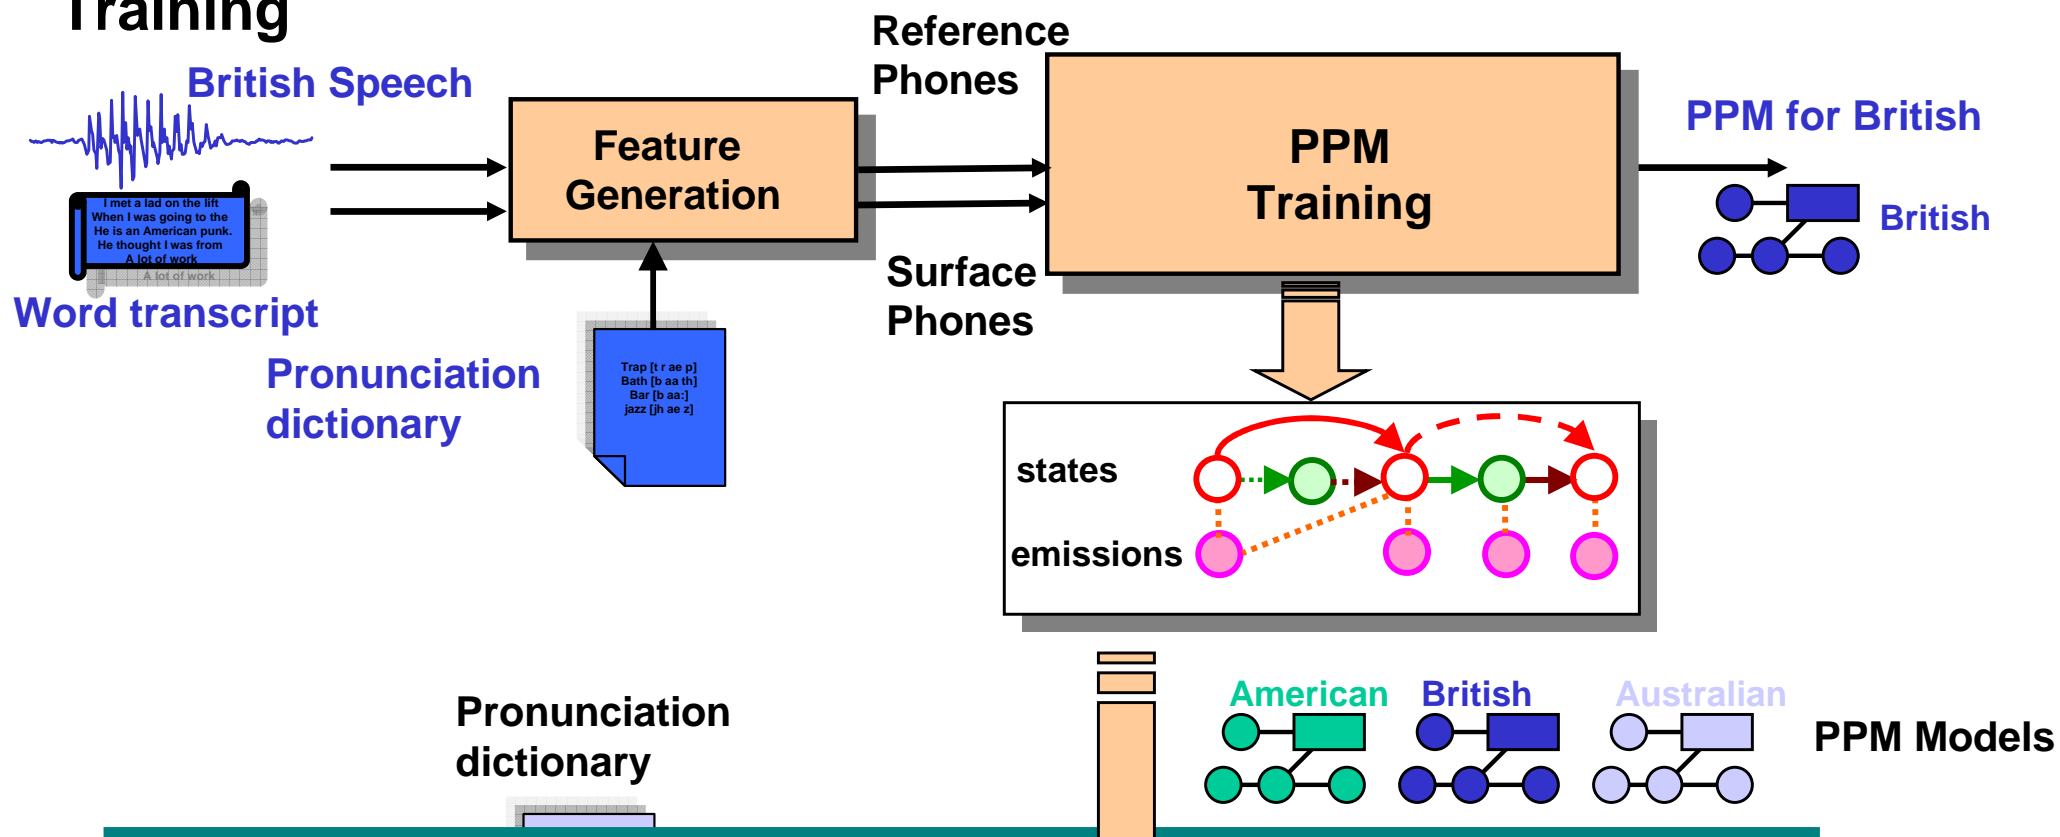 Training
British Speech
I met a lad on the lift
When I was going to the
He is an American punk.
He thought I was from
A lot of work
A lot of work
Word transcript
Pronunciation
dictionary
Trap [t r ae p]
Bath [b aa th]
Bar [b aa:]
jazz [jh ae z]
Feature
Generation
Reference
Phones
Surface
Phones
PPM
Training
PPM for British
British
states
emissions
Pronunciation
dictionary
American
British
Australian
PPM Models